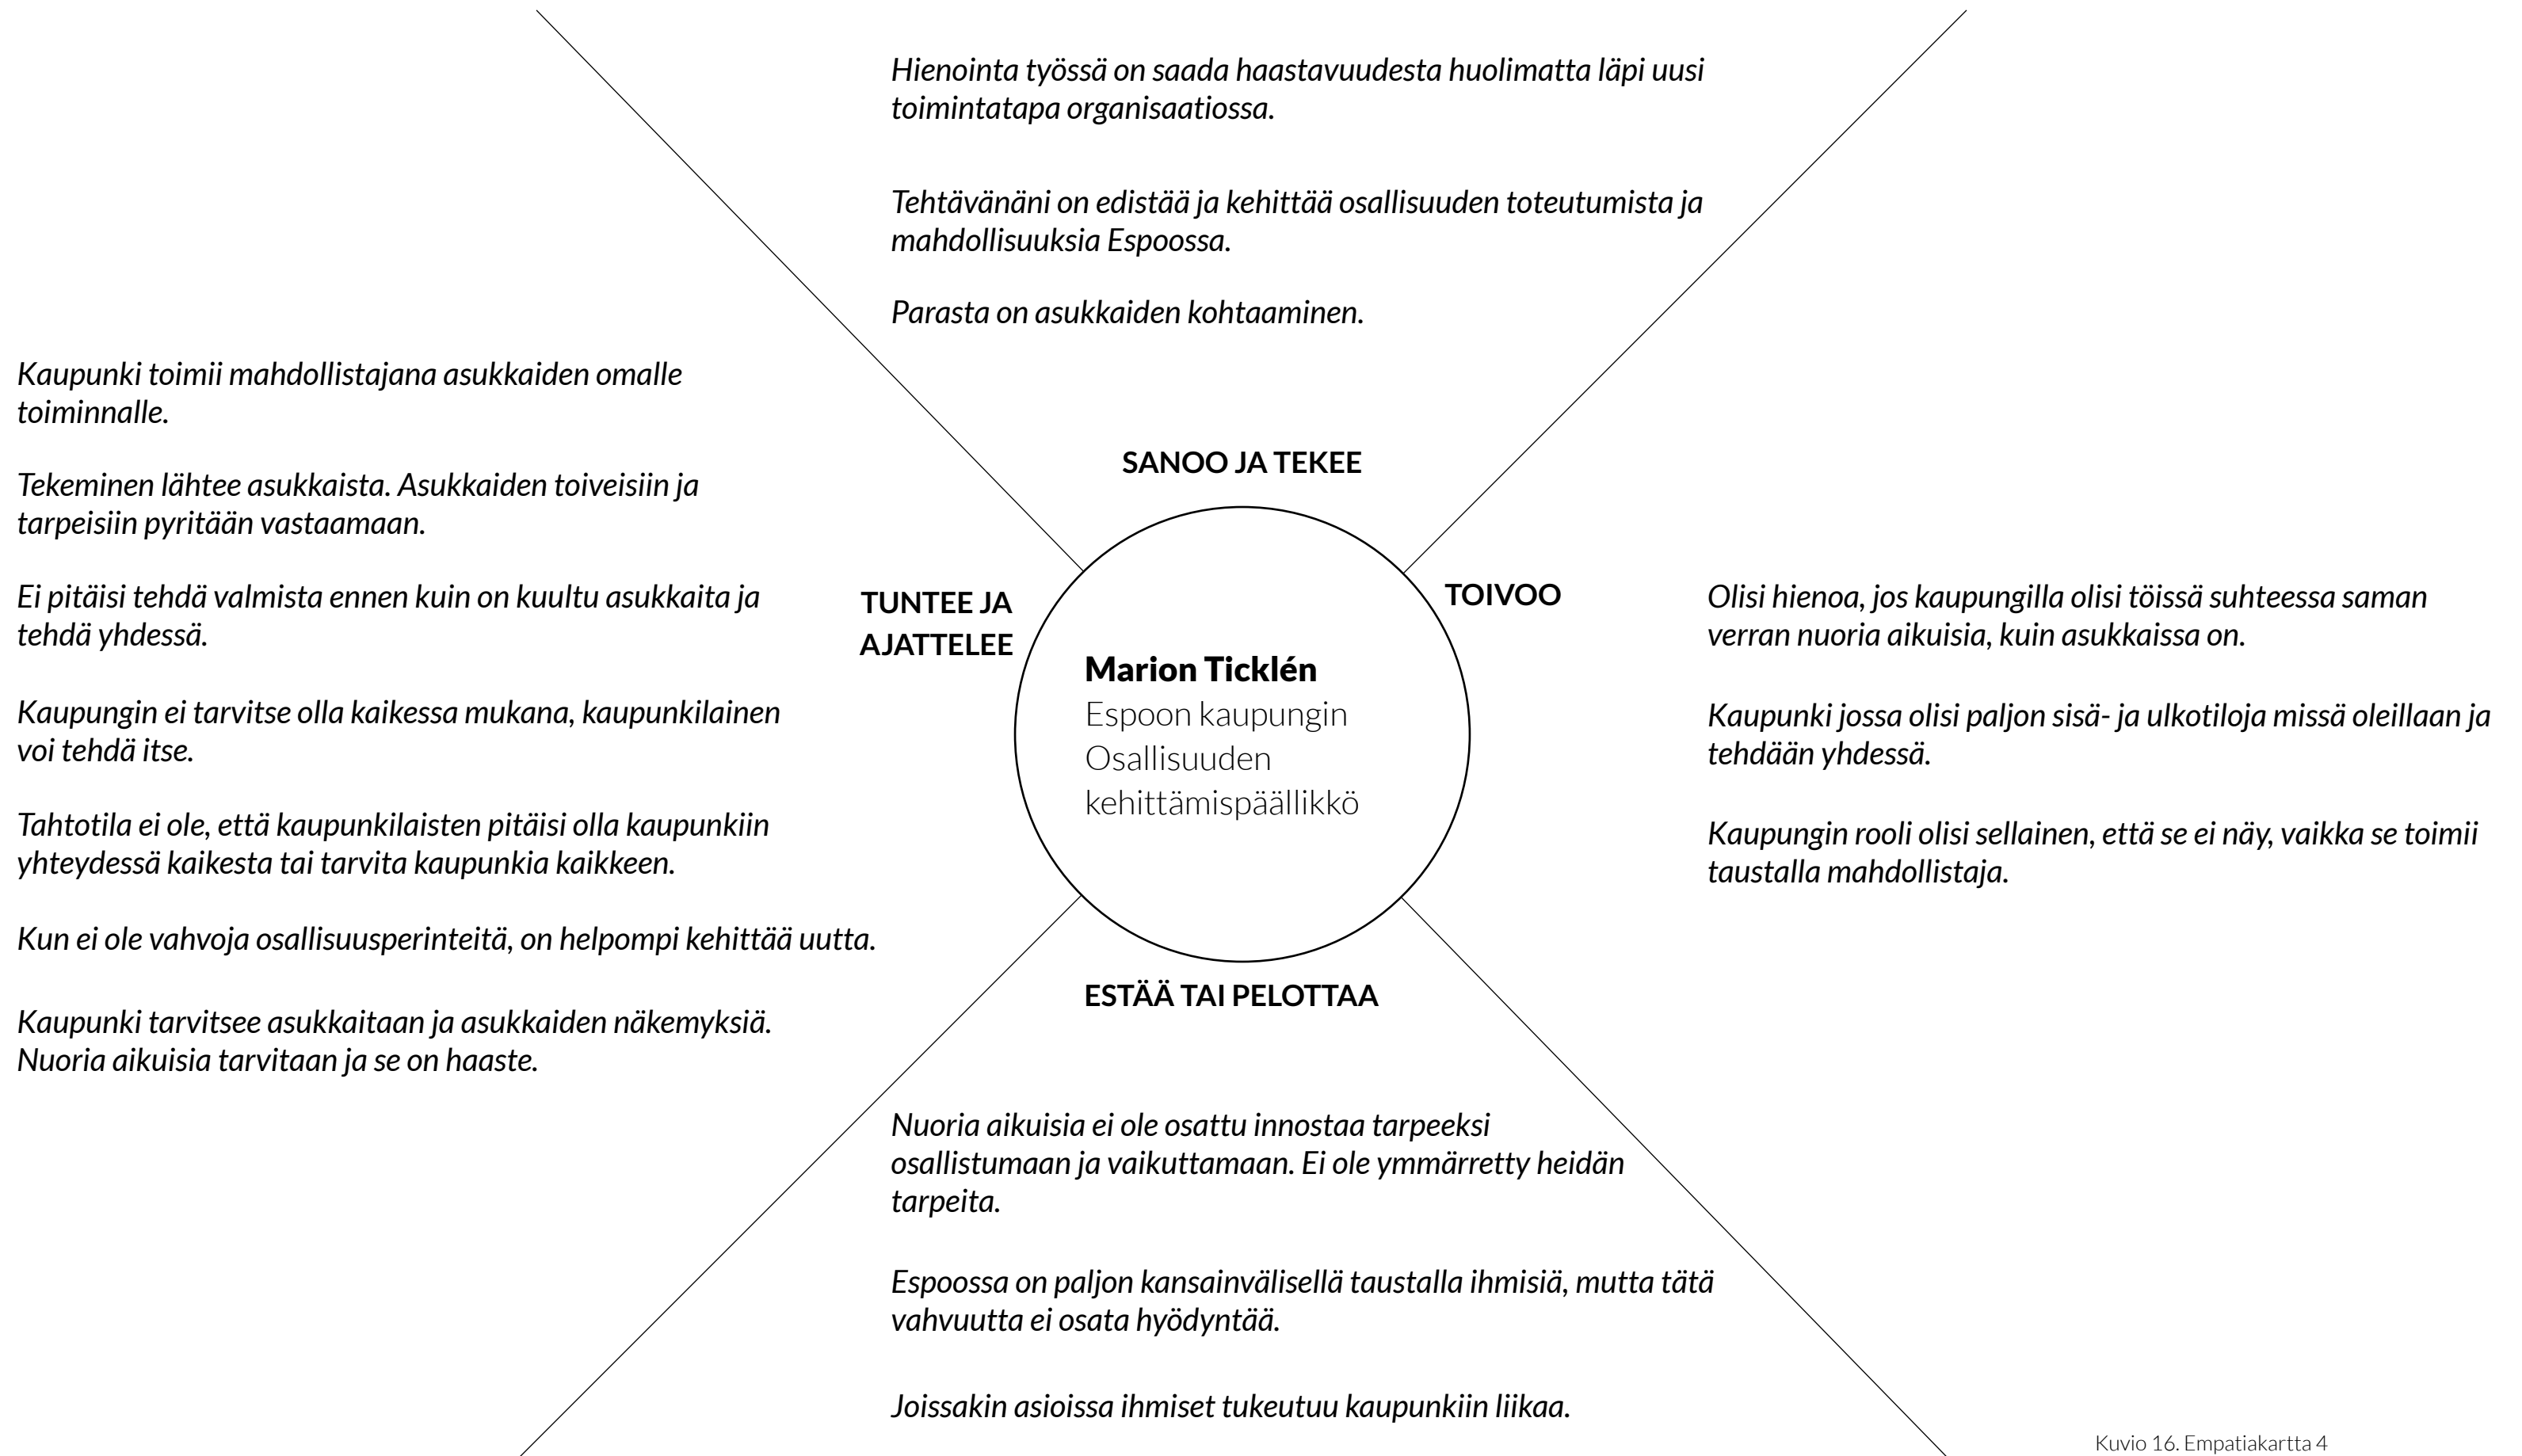 Hienointa työssä on saada haastavuudesta huolimatta läpi uusi
toimintatapa organisaatiossa.
Tehtävänäni on edistää ja kehittää osallisuuden toteutumista ja
mahdollisuuksia Espoossa.
Parasta on asukkaiden kohtaaminen.
SANOO JA TEKEE
Kaupunki toimii mahdollistajana asukkaiden omalle
toiminnalle.
Tekeminen lähtee asukkaista. Asukkaiden toiveisiin ja
tarpeisiin pyritään vastaamaan.
Ei pitäisi tehdä valmista ennen kuin on kuultu asukkaita ja
tehdä yhdessä.
Kaupungin ei tarvitse olla kaikessa mukana, kaupunkilainen
voi tehdä itse.
Tahtotila ei ole, että kaupunkilaisten pitäisi olla kaupunkiin
yhteydessä kaikesta tai tarvita kaupunkia kaikkeen.
Kun ei ole vahvoja osallisuusperinteitä, on helpompi kehittää uutta.
Kaupunki tarvitsee asukkaitaan ja asukkaiden näkemyksiä.
Nuoria aikuisia tarvitaan ja se on haaste.
TUNTEE JA
AJATTELEE
Marion Ticklén
Espoon kaupungin
Osallisuuden
kehittämispäällikkö
TOIVOO
Olisi hienoa, jos kaupungilla olisi töissä suhteessa saman
verran nuoria aikuisia, kuin asukkaissa on.
Kaupunki jossa olisi paljon sisä- ja ulkotiloja missä oleillaan ja
tehdään yhdessä.
Kaupungin rooli olisi sellainen, että se ei näy, vaikka se toimii
taustalla mahdollistaja.
ESTÄÄ TAI PELOTTAA
Nuoria aikuisia ei ole osattu innostaa tarpeeksi
osallistumaan ja vaikuttamaan. Ei ole ymmärretty heidän
tarpeita.
Espoossa on paljon kansainvälisellä taustalla ihmisiä, mutta tätä
vahvuutta ei osata hyödyntää.
Joissakin asioissa ihmiset tukeutuu kaupunkiin liikaa.
Kuvio 16. Empatiakartta 4